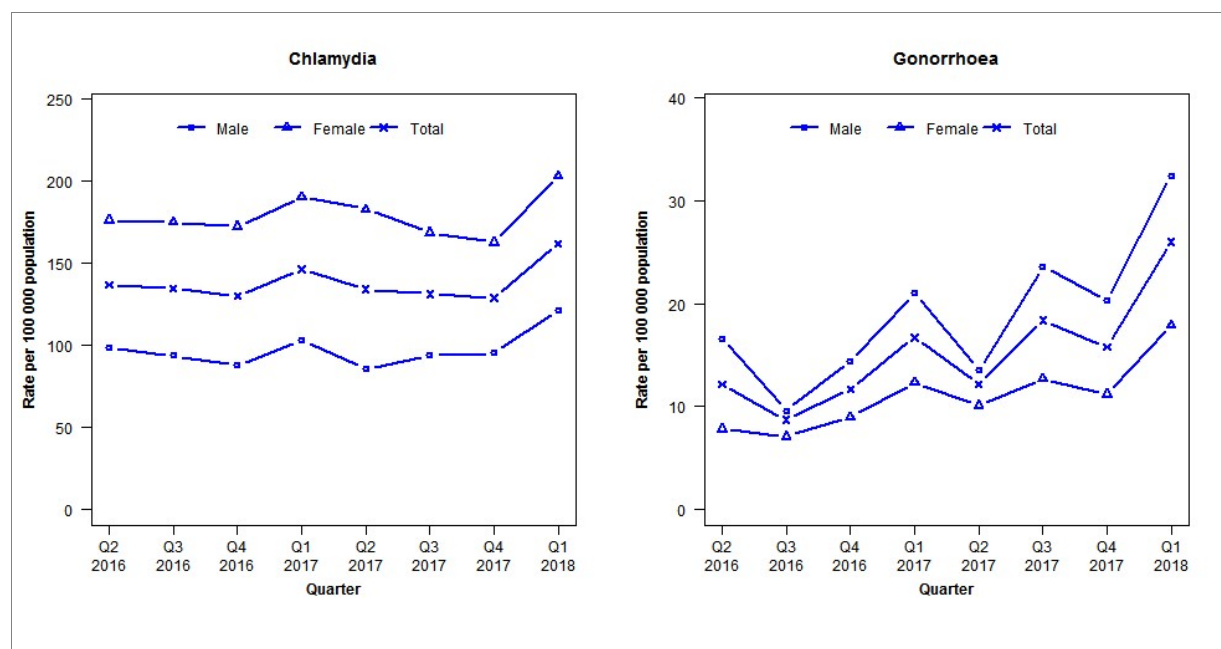 Chlamydia
250
200
150
100
50
0
Rate per 100 000 population
Male Female Total
Q2 Q3 Q4 Q1 Q2 Q3 Q4 Q1
2016 2016 2016 2017 2017 2017 2017 2018
Quarter
Gonorrhoea
40
30
20
10
0
Rate per 100 000 population
Male Female Total
Q2 Q3 Q4 Q1 Q2 Q3 Q4 Q1
2016 2016 2016 2017 2017 2017 2017 2018
Quarter